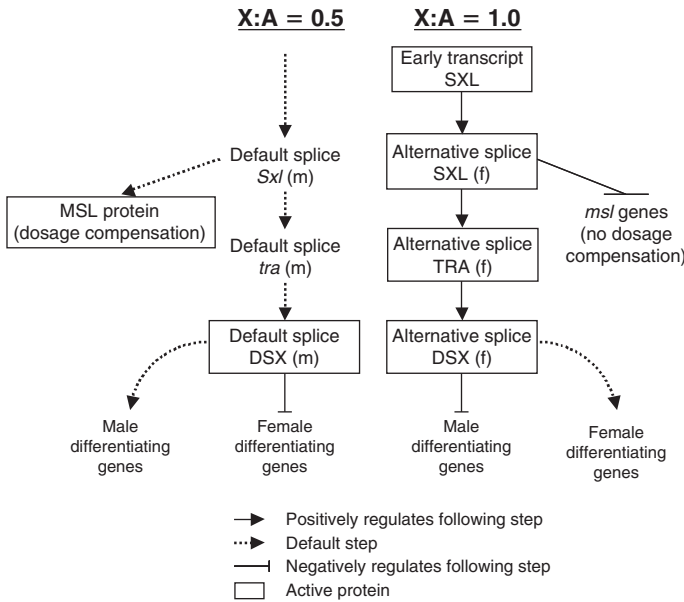 X:A = 0.5
X:A = 1.0
Early transcript
SXL
Default splice
Sxl (m)
Alternative splice
SXL (f)
MSL protein
(dosage compensation)
msl genes
(no dosage
compensation)
Default splice
tra (m)
Alternative splice
TRA (f)
Default splice
DSX (m)
Alternative splice
DSX (f)
Male
differentiating
genes
Female
differentiating
genes
Male
differentiating
genes
Female
differentiating
genes
Positively regulates following step
Default step
Negatively regulates following step
Active protein